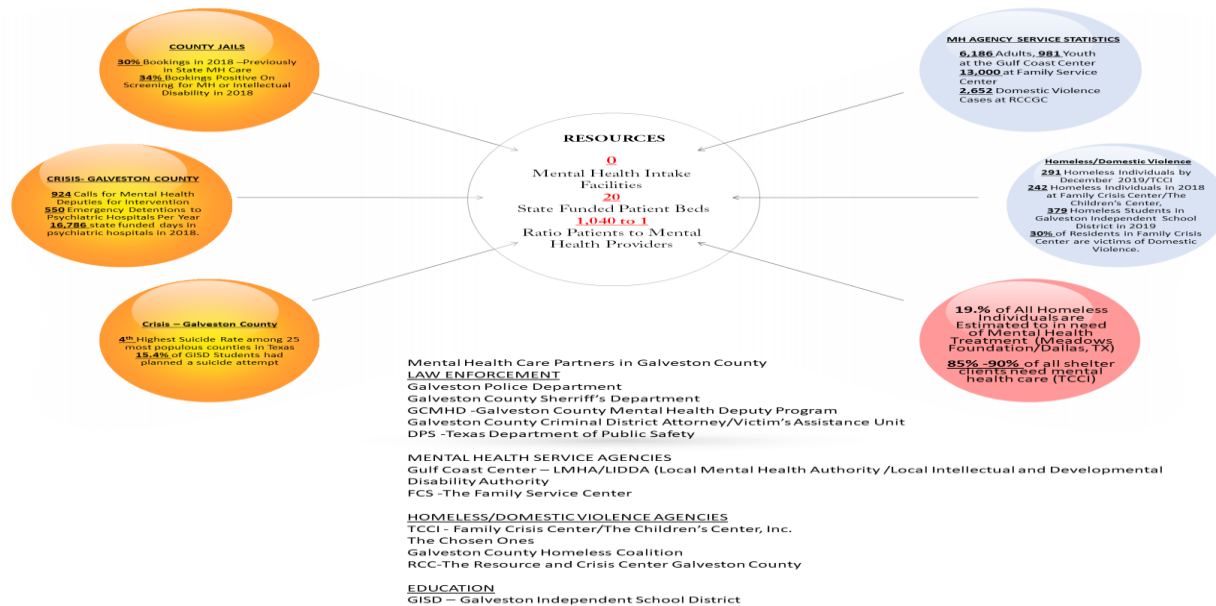 COUNTY JAILS
30% Bookings in 2018 –Previously
in State MH Care
34% Bookings Positive On
Screening for MH or Intellectual
Disability in 2018
CRISIS- GALVESTON COUNTY
924 Calls for Mental Health
Deputies for Intervention
550 Emergency Detentions to
Psychiatric Hospitals Per Year
16,786 state funded days in
psychiatric hospitals in 2018.
Crisis – Galveston County
4th Highest Suicide Rate among 25
most populous counties in Texas
15.4% of GISD Students had
planned a suicide attempt
RESOURCES
0
Mental Health Intake
Facilities
20
State Funded Patient Beds
1,040 to 1
Ratio Patients to Mental
Health Providers
MH AGENCY SERVICE STATISTICS
6,186 Adults, 981 Youth
at the Gulf Coast Center
13,000 at Family Service
Center
2,652 Domestic Violence
Cases at RCCGC
Homeless/Domestic Violence
291 Homeless Individuals by
December 2019/TCCI
242 Homeless Individuals in 2018
at Family Crisis Center/The
Children's Center,
379 Homeless Students in
Galveston Independent School
District in 2019
30% of Residents in Family Crisis
Center are victims of Domestic
Violence.
19.% of All Homeless
Individuals are
Estimated to in need
of Mental Health
Treatment (Meadows
Foundation/Dallas, TX)
85% -90% of all shelter
clients need mental
health care (TCCI)
Mental Health Care Partners in Galveston County
LAW ENFORCEMENT
Galveston Police Department
Galveston County Sherriff's Department
GCMHD -Galveston County Mental Health Deputy Program
Galveston County Criminal District Attorney/Victim's Assistance Unit
DPS -Texas Department of Public Safety
MENTAL HEALTH SERVICE AGENCIES
Gulf Coast Center – LMHA/LIDDA (Local Mental Health Authority /Local Intellectual and Developmental
Disability Authority
FCS -The Family Service Center
HOMELESS/DOMESTIC VIOLENCE AGENCIES
TCCI - Family Crisis Center/The Children's Center, Inc.
The Chosen Ones
Galveston County Homeless Coalition
RCC-The Resource and Crisis Center Galveston County
EDUCATION
GISD – Galveston Independent School District